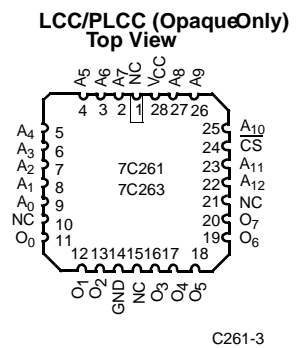 LCC/PLCC (Opaque Only)
Top View
A5 A6 A7 NC VCC A8 A9
4 3 2 1 28 27 26
A4 5
A3 6
A2 7
A1 8
A0 9
NC 10
O0 11
25 A10
24 CS
23 A11
22 A12
21 NC
20 O7
19 O6
7C261
7C263
12 13 14 15 16 17 18
O1 O2 GND NC O3 O4 O5
C261-3